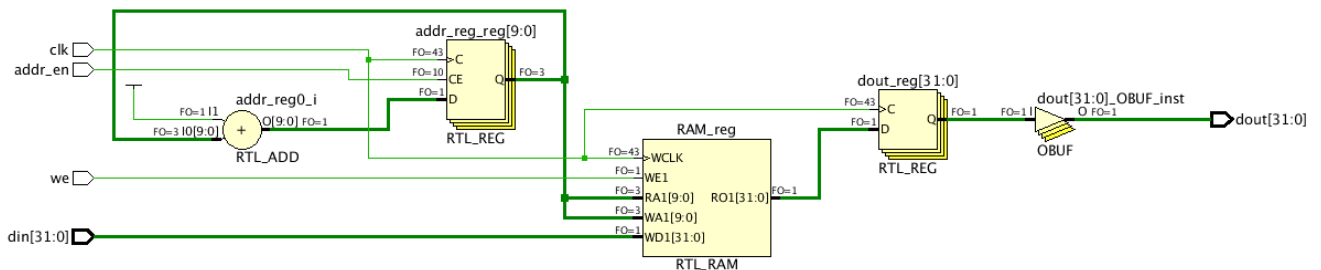 clk
addr_en
we
din[31:0]
addr_reg0_i
FO=1 I1
FO=3 I0[9:0]
+
O[9:0] FO=1
RTL_ADD
addr_reg_reg[9:0]
FO=43 C
FO=10 CE
FO=1 D
Q FO=3
RTL_REG
RAM_reg
FO=43 WCLK
FO=1 WE1
FO=3 RA1[9:0]
FO=3 WA1[9:0]
FO=1 WD1[31:0]
RO1[31:0] FO=1
RTL_RAM
dout_reg[31:0]
FO=43 C
FO=1 D
Q FO=1
RTL_REG
dout[31:0]_OBUF_inst
FO=1 I
O FO=1
OBUF
dout[31:0]